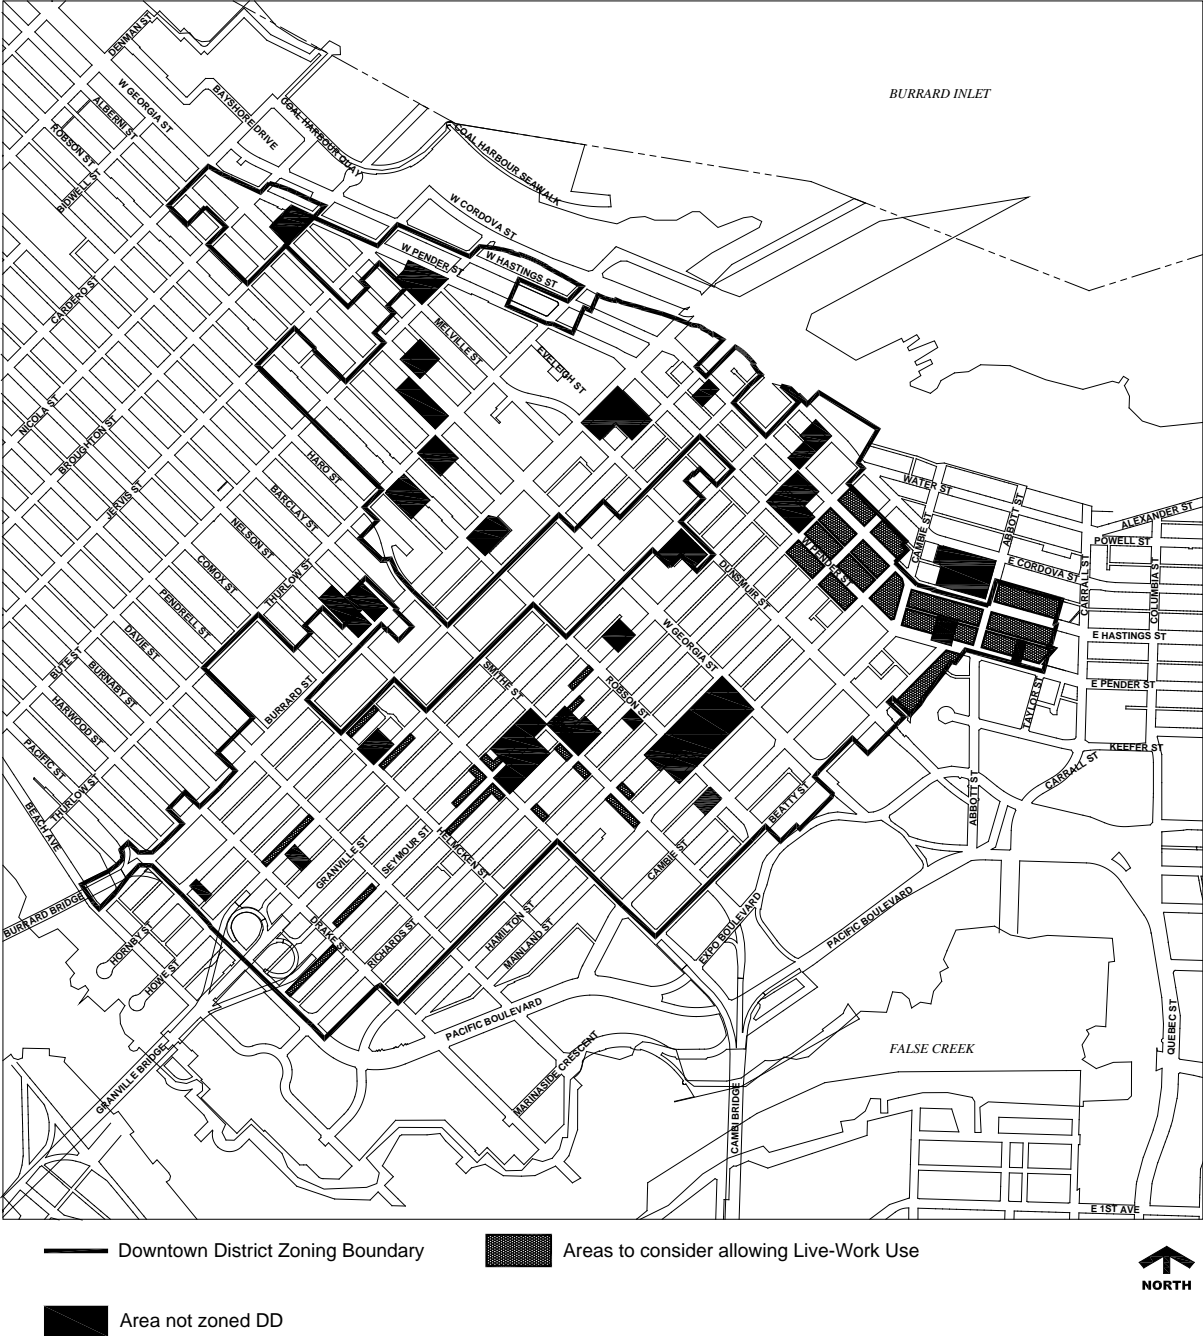 BURRARD INLET
DENMAN ST
W GEORGIA ST
BAYSHORE DRIVE
COAL HARBOUR QUAY
ALBERNI ST
ROBSON ST
BIDWELL ST
COAL HARBOUR SEAWALK
W CORDOVA ST
W PENDER ST
W HASTINGS ST
CARDERO ST
MELVILLE ST
EVELEIGH ST
NICOLA ST
BROUGHTON ST
JERVIS ST
HARO ST
BARCLAY ST
NELSON ST
COMOX ST
THURLOW ST
PENDRELL ST
DAVIE ST
BUTE ST
BURNABY ST
HARWOOD ST
PACIFIC ST
THURLOW ST
BEACH AVE
BURRARD ST
WATER ST
CAMBIE ST
ABBOTT ST
ALEXANDER ST
POWELL ST
E CORDOVA ST
CARRALL ST
COLUMBIA ST
W PENDER ST
DUNSMUIR ST
E HASTINGS ST
W GEORGIA ST
SMITHE ST
ROBSON ST
E PENDER ST
TAYLOR ST
KEEFER ST
CARRALL ST
ABBOTT ST
BEATTY ST
HELMCKEN ST
GRANVILLE ST
SEYMOUR ST
CAMBIE ST
BURRARD BRIDGE
HORNBY ST
HOWE ST
DRAKE ST
RICHARDS ST
HAMILTON ST
MAINLAND ST
EXPO BOULEVARD
PACIFIC BOULEVARD
PACIFIC BOULEVARD
QUEBEC ST
FALSE CREEK
GRANVILLE BRIDGE
MARINASIDE CRESCENT
CAMBI BRIDGE
E 1ST AVE
Downtown District Zoning Boundary
Areas to consider allowing Live-Work Use
NORTH
Area not zoned DD